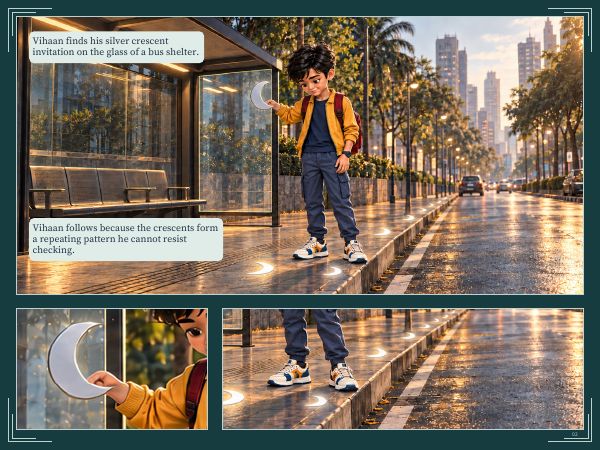 Vihaan finds his silver crescent
invitation on the glass of a bus shelter.
Vihaan follows because the crescents form
a repeating pattern he cannot resist
checking.
03